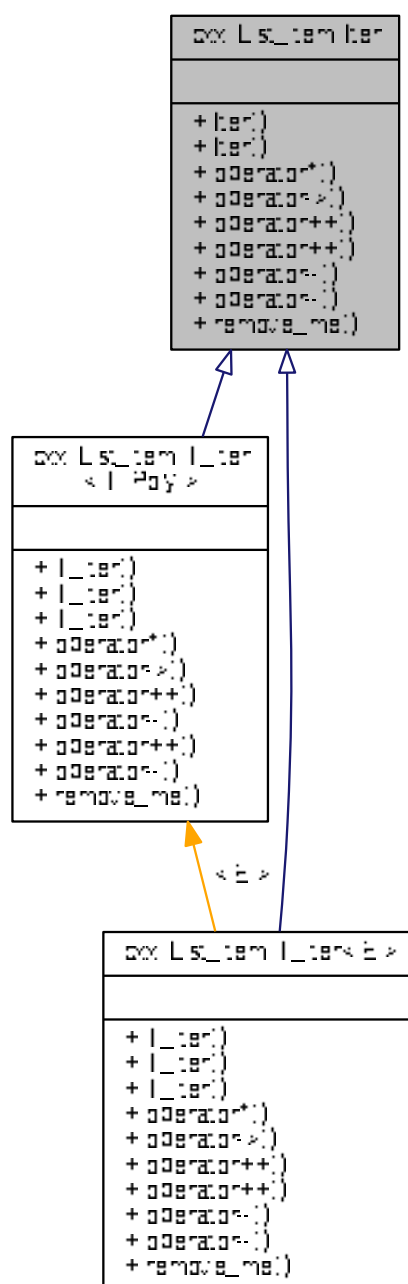 cxx::List_item::Iter
+ Iter()
+ Iter()
+ operator*()
+ operator->()
+ operator++()
+ operator++()
+ operator--()
+ operator--()
+ remove_me()
cxx::List_item::T_iter
< T, Poly >
+ T_iter()
+ T_iter()
+ T_iter()
+ operator*()
+ operator->()
+ operator++()
+ operator--()
+ operator++()
+ operator--()
+ remove_me()
< E >
cxx::List_item::T_iter< E >
+ T_iter()
+ T_iter()
+ T_iter()
+ operator*()
+ operator->()
+ operator++()
+ operator++()
+ operator--()
+ operator--()
+ remove_me()